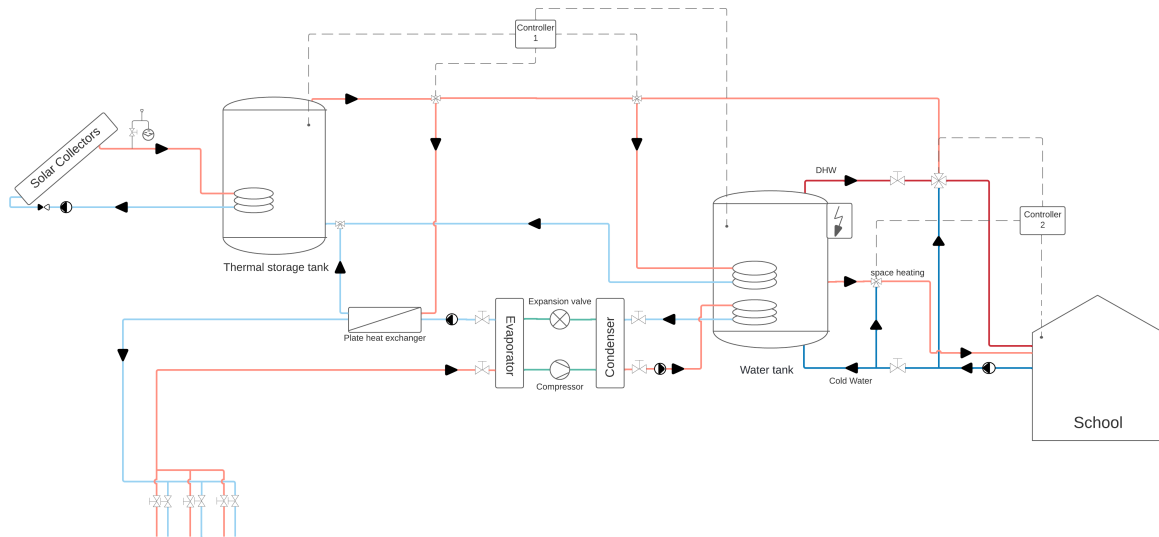 Controller
1
Solar Collectors
DHW
Controller
2
Thermal storage tank
space heating
Expansion valve
Evaporator
Condenser
Plate heat exchanger
Compressor
Water tank
Cold Water
School